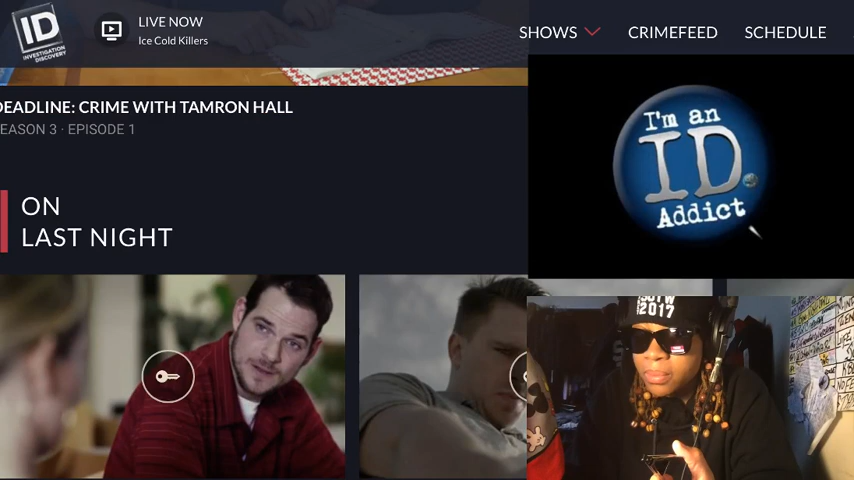 ID
INVESTIGATION
DISCOVERY
LIVE NOW
Ice Cold Killers
SHOWS
CRIMEFEED
SCHEDULE
DEADLINE: CRIME WITH TAMRON HALL
EASON 3 · EPISODE 1
ON
LAST NIGHT
I'm an
ID.
Addict
2017